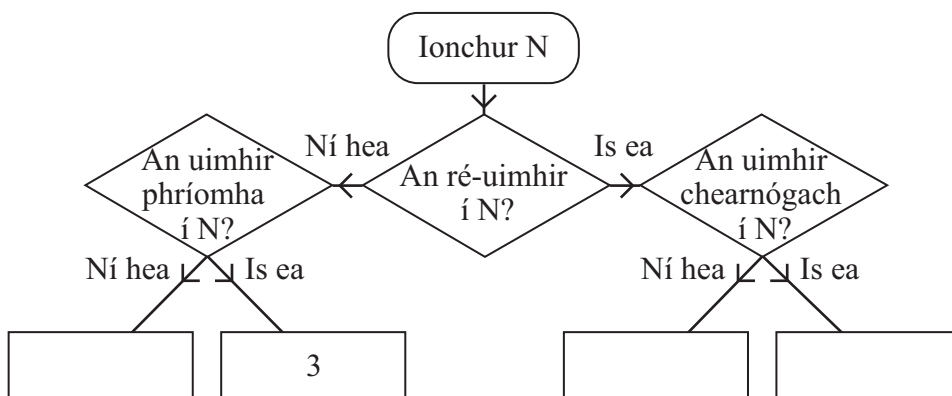 Ionchur N
Ní hea
Is ea
An uimhir
phríomha
í N?
An ré-uimhir
í N?
An uimhir
chearnógach
í N?
Ní hea
Is ea
Ní hea
Is ea
3